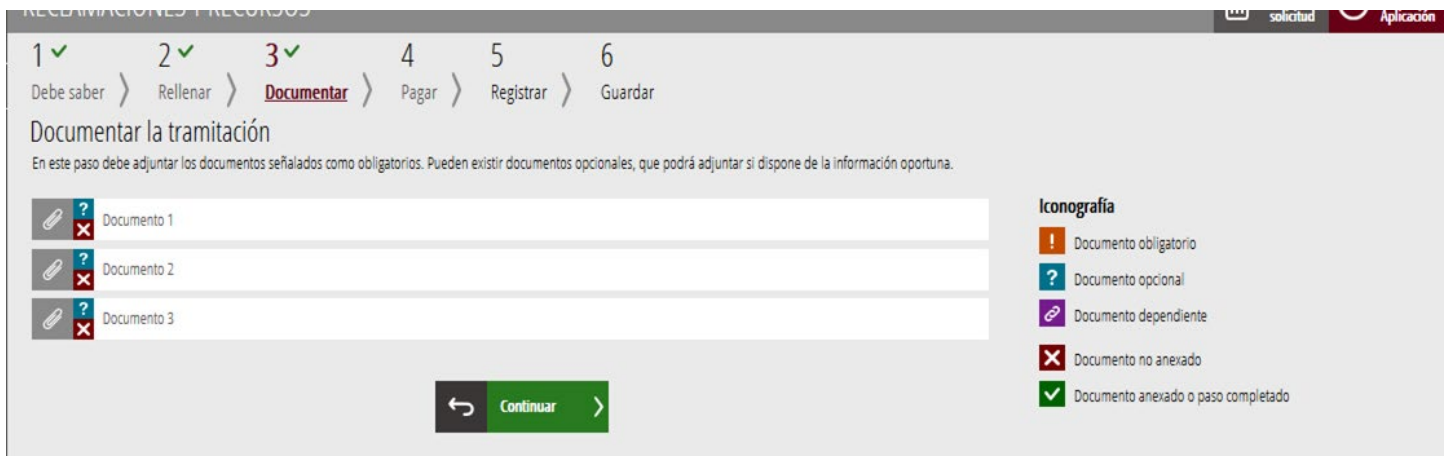 RECLAMACIONES Y RECURSOS
solicitud
Aplicación
1 2 3 4 5 6
Debe saber Rellenar Documentar Pagar Registrar Guardar
Documentar la tramitación
En este paso debe adjuntar los documentos señalados como obligatorios. Pueden existir documentos opcionales, que podrá adjuntar si dispone de la información oportuna.
? Documento 1
? Documento 2
? Documento 3
Continuar
Iconografía
! Documento obligatorio
? Documento opcional
Documento dependiente
Documento no anexado
Documento anexado o paso completado